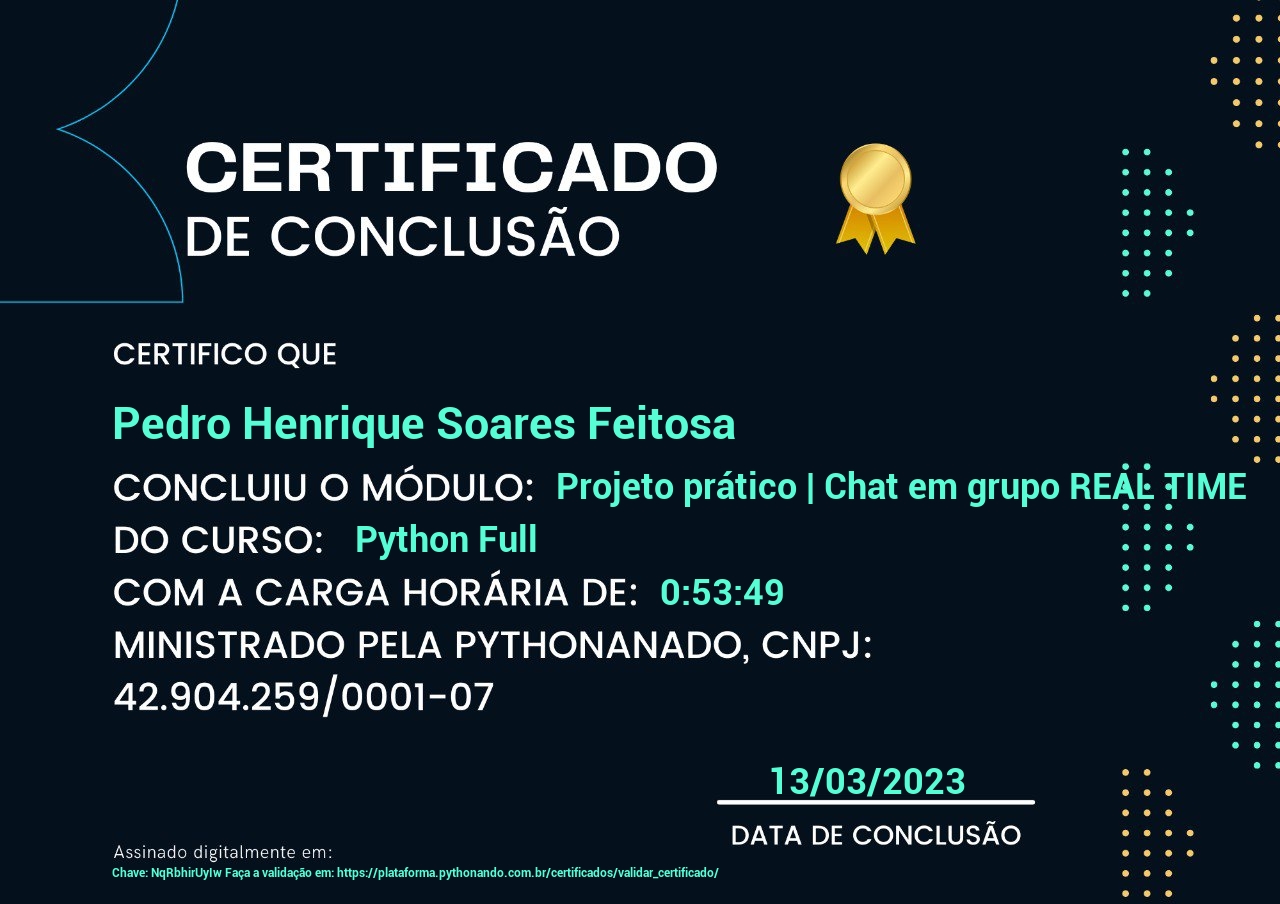 CERTIFICADO
DE CONCLUSÃO
CERTIFICO QUE
Pedro Henrique Soares Feitosa
CONCLUIU O MÓDULO: Projeto prático | Chat em grupo REAL TIME
DO CURSO: Python Full
COM A CARGA HORÁRIA DE: 0:53:49
MINISTRADO PELA PYTHONANADO, CNPJ:
42.904.259/0001-07
13/03/2023
DATA DE CONCLUSÃO
Assinado digitalmente em:
Chave: NqRbhirUyIw Faça a validação em: https://plataforma.pythonando.com.br/certificados/validar_certificado/